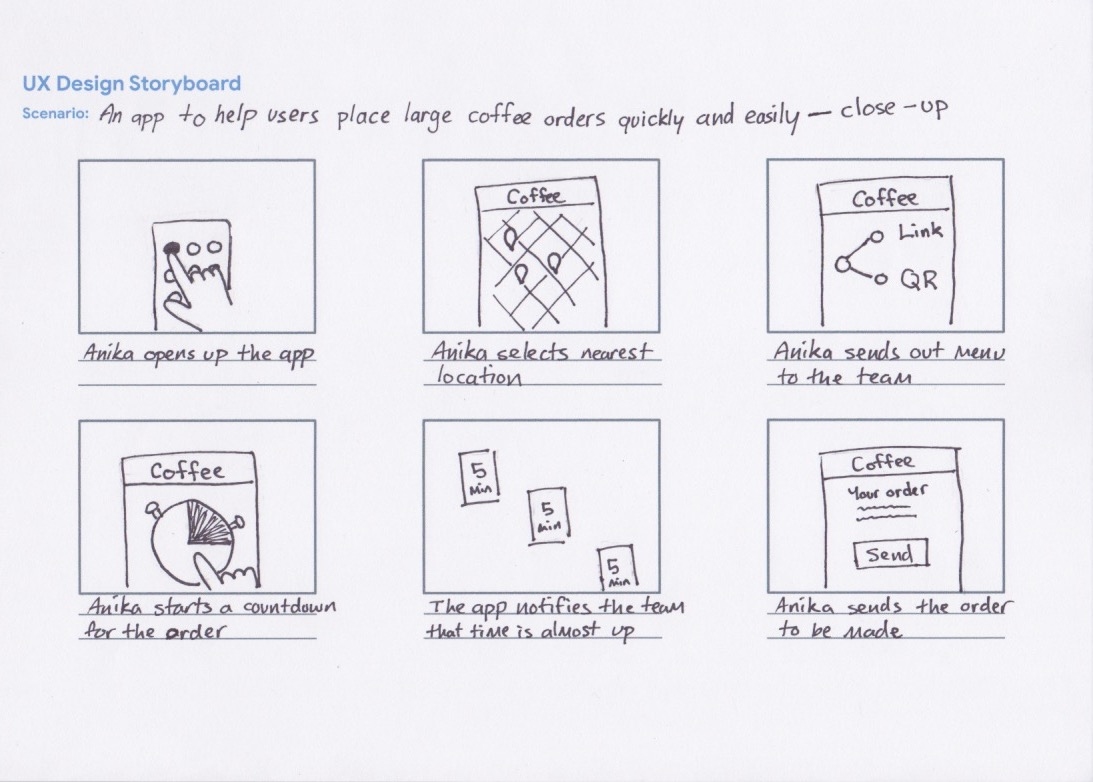 UX Design Storyboard
Scenario: An app to help users place large coffee orders quickly and easily — close-up
Coffee
Coffee
Link
QR
Anika opens up the app
Anika selects nearest
location
Anika sends out menu
to the team
Coffee
5
Min
5
Min
5
Min
Coffee
Your order
Send
Anika starts a countdown
for the order
The app notifies the team
that time is almost up
Anika sends the order
to be made